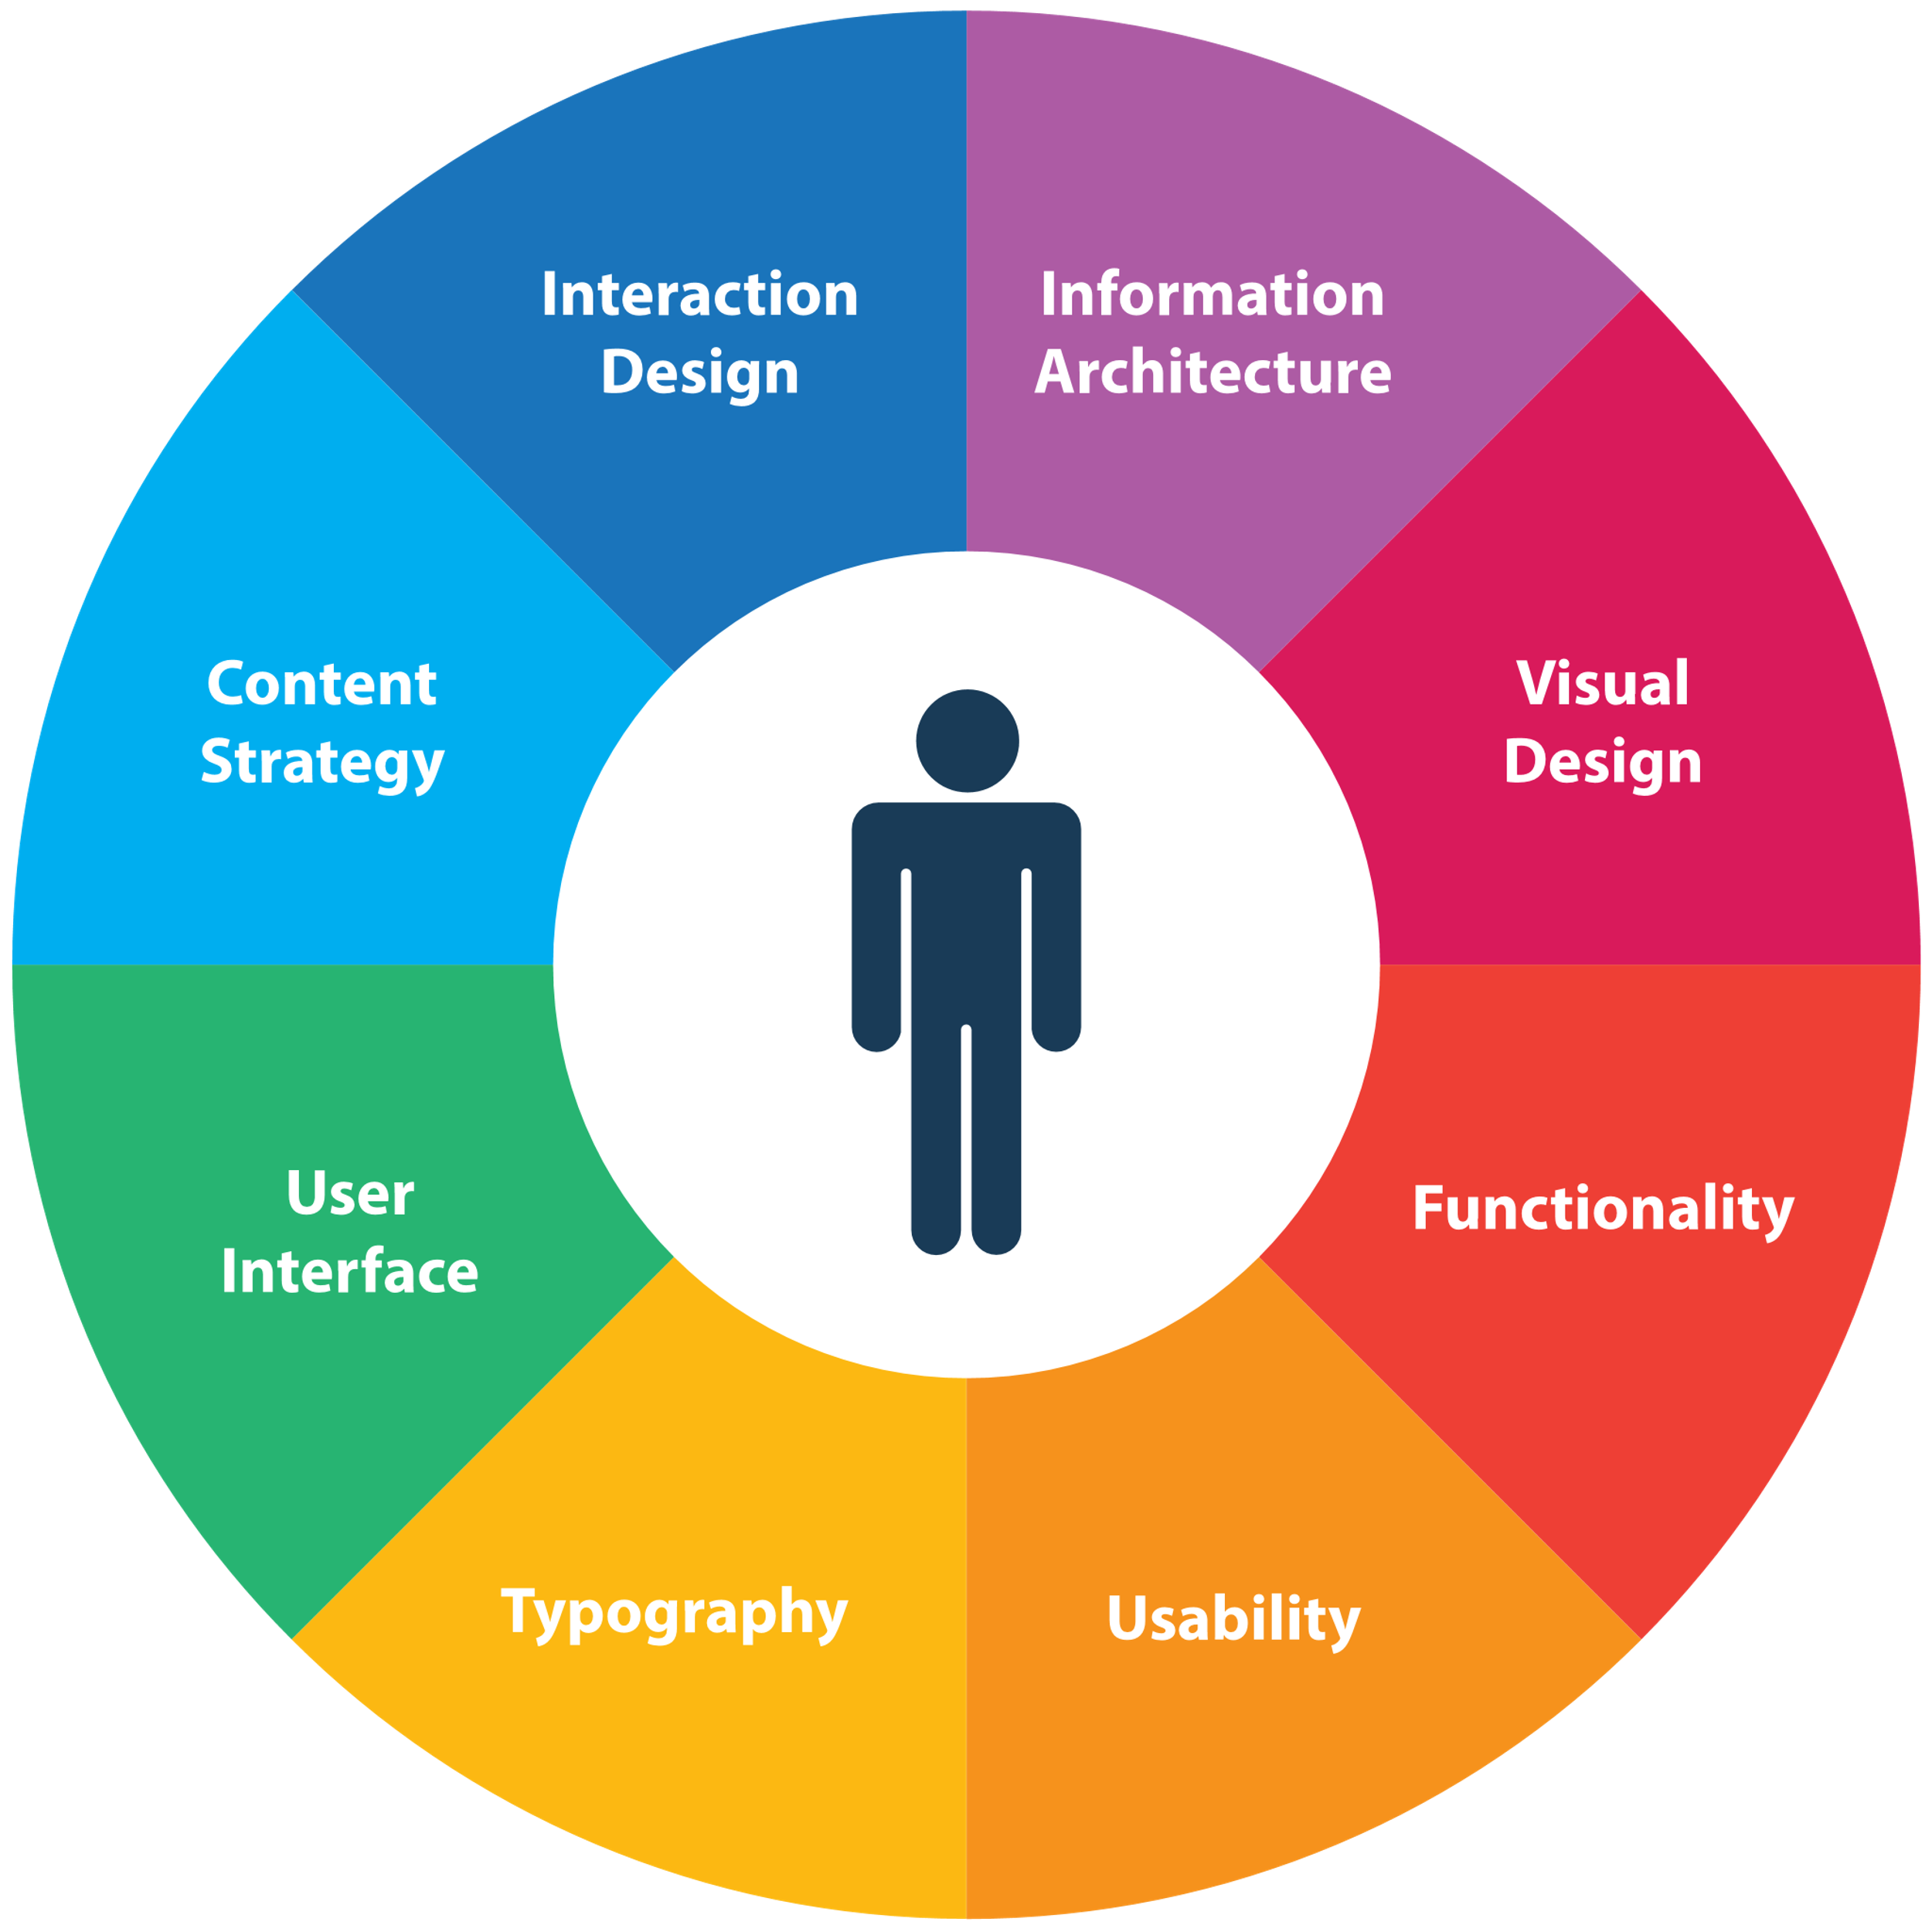 Interaction
Design
Information
Architecture
Visual
Design
Functionality
Usability
Typography
User
Interface
Content
Strategy